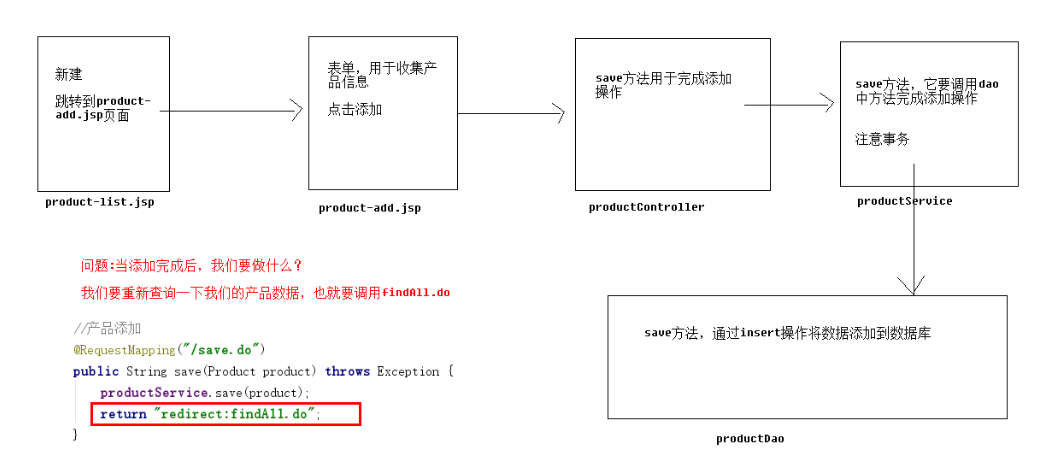 新建
跳转到product-
add.jsp页面
product-list.jsp
表单，用于收集产
品信息
点击添加
product-add.jsp
save方法用于完成添加
操作
productController
save方法，它要调用dao
中方法完成添加操作
注意事务
productService
问题:当添加完成后，我们要做什么?
我们要重新查询一下我们的产品数据，也就要调用findAll.do
//产品添加
@RequestMapping("/save.do")
public String save(Product product) throws Exception {
productService.save(product);
return "redirect:findAll.do";
}
save方法，通过insert操作将数据添加到数据库
productDao